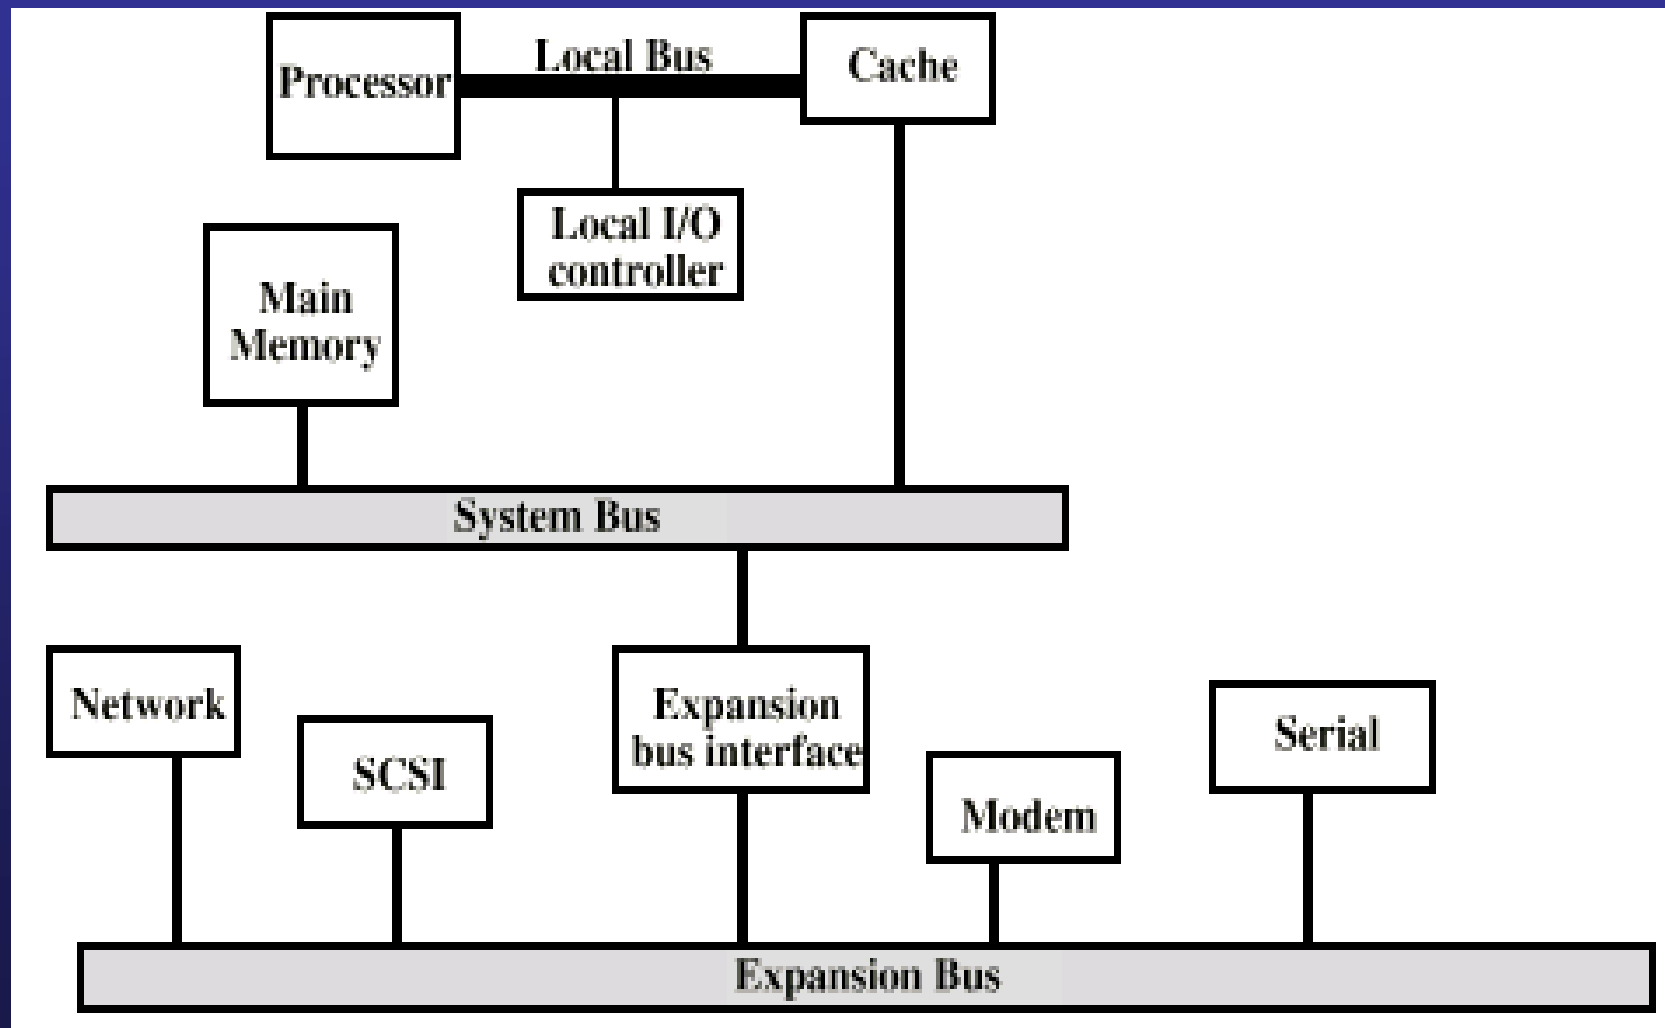 Processor
Local Bus
Cache
Local I/O
controller
Main
Memory
System Bus
Network
SCSI
Expansion
bus interface
Modem
Serial
Expansion Bus